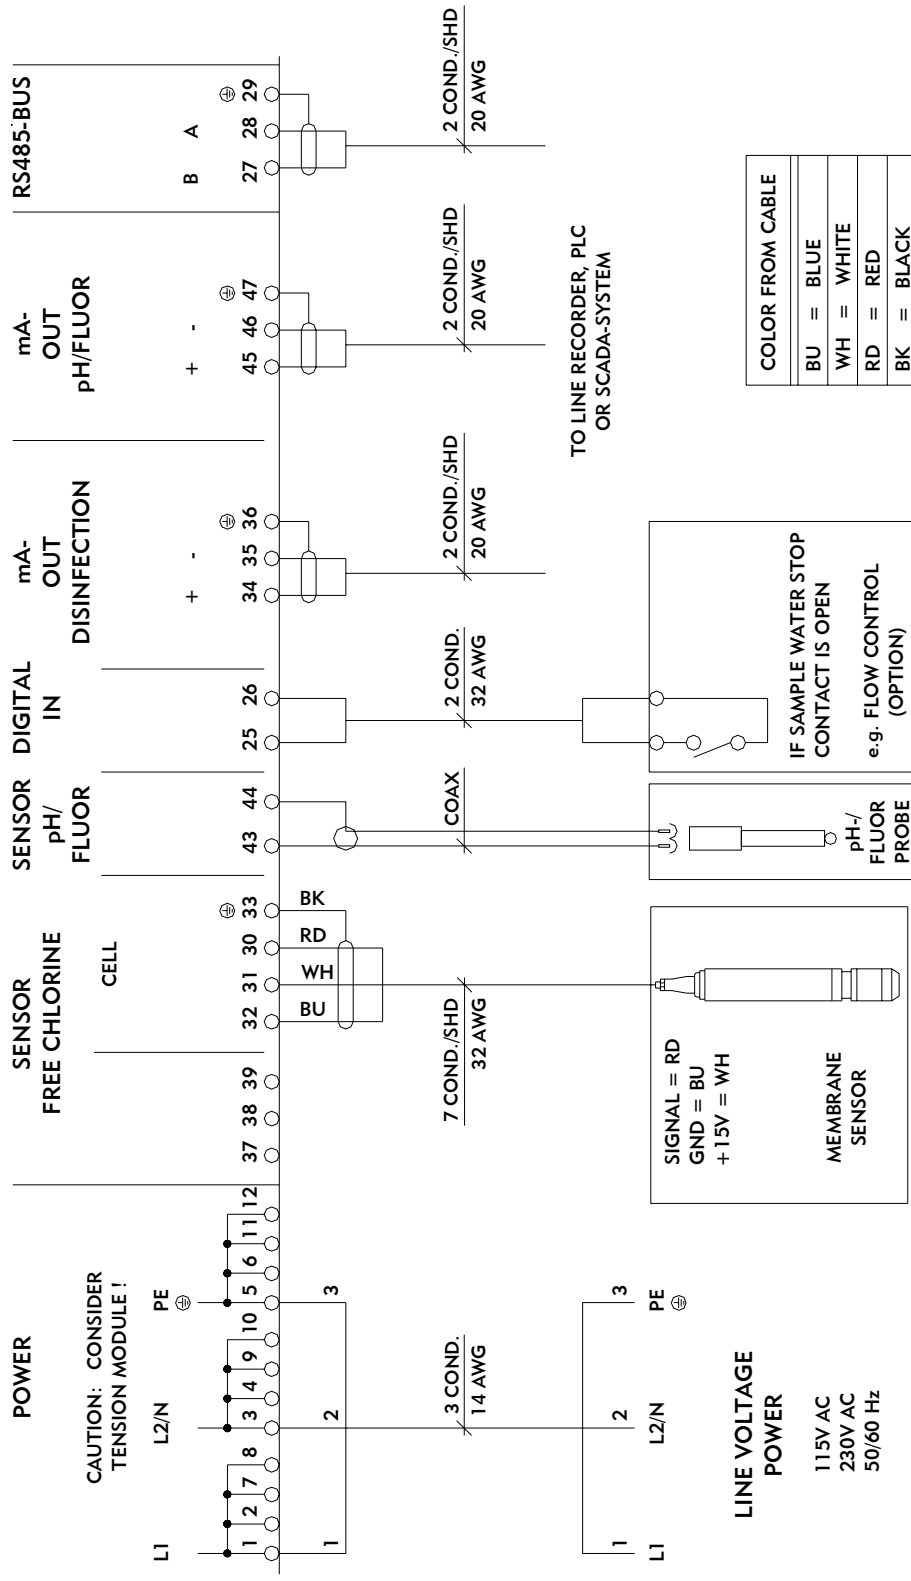 POWER
CAUTION: CONSIDER
TENSION MODULE !
L1
L2/N
PE
1 2 7 8 3 4 9 10 5 6 11 12
1
2
3
3 COND.
14 AWG
1
2
3
L1
L2/N
PE
LINE VOLTAGE
POWER
115V AC
230V AC
50/60 Hz
SENSOR
FREE CHLORINE
CELL
37 38 39 32 31 30 33
BU
WH
RD
BK
7 COND./SHD
32 AWG
SIGNAL = RD
GND = BU
+15V = WH
MEMBRANE
SENSOR
SENSOR
pH/
FLUOR
43 44
COAX
pH-/
FLUOR
PROBE
DIGITAL
IN
25 26
2 COND.
32 AWG
IF SAMPLE WATER STOP
CONTACT IS OPEN
e.g. FLOW CONTROL
(OPTION)
mA-
OUT
DISINFECTION
+ -
34 35 36
2 COND./SHD
20 AWG
mA-
OUT
pH/FLUOR
+ -
45 46 47
2 COND./SHD
20 AWG
TO LINE RECORDER, PLC
OR SCADA-SYSTEM
RS485-BUS
B A
27 28 29
2 COND./SHD
20 AWG
COLOR FROM CABLE
BU = BLUE
WH = WHITE
RD = RED
BK = BLACK